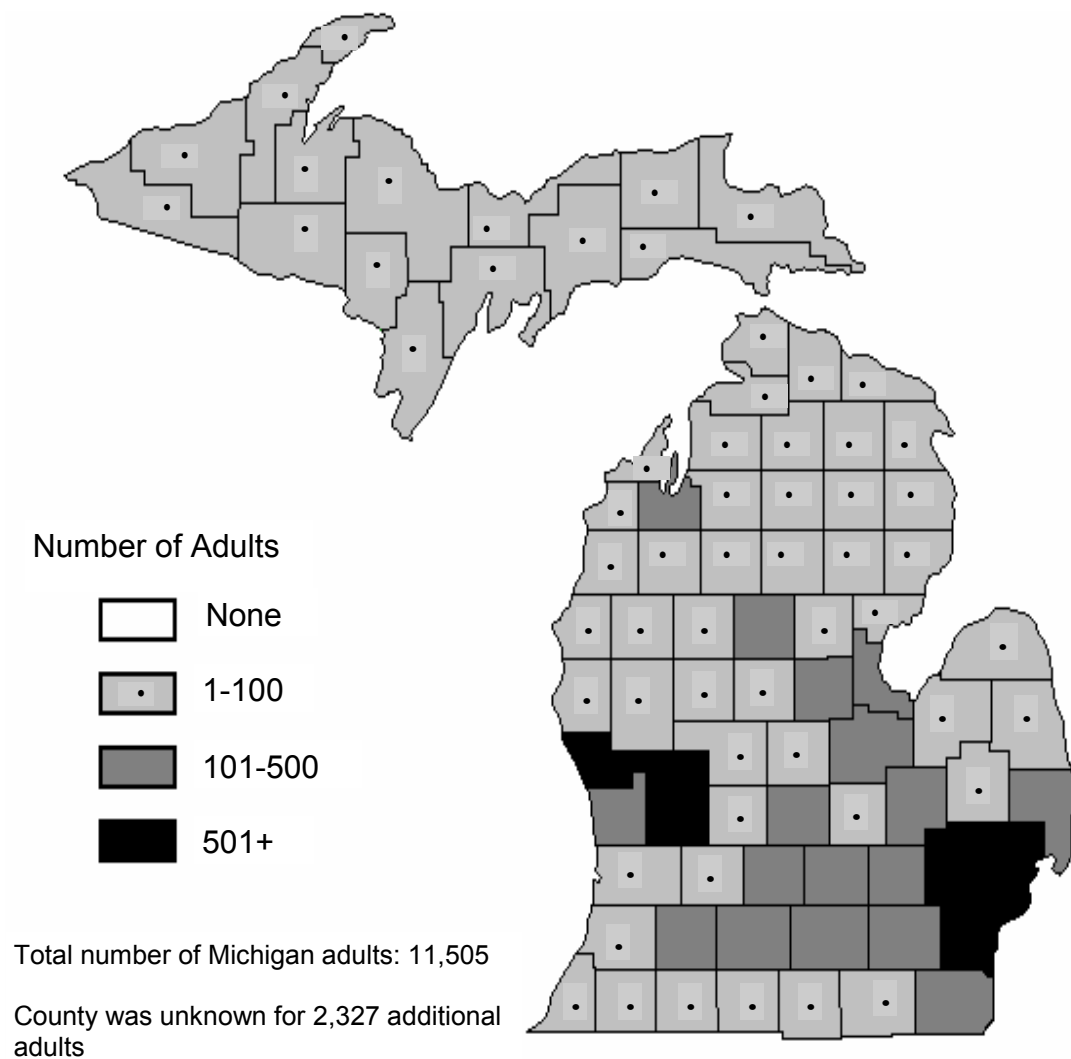 Number of Adults
None
1-100
101-500
501+
Total number of Michigan adults: 11,505
County was unknown for 2,327 additional
adults